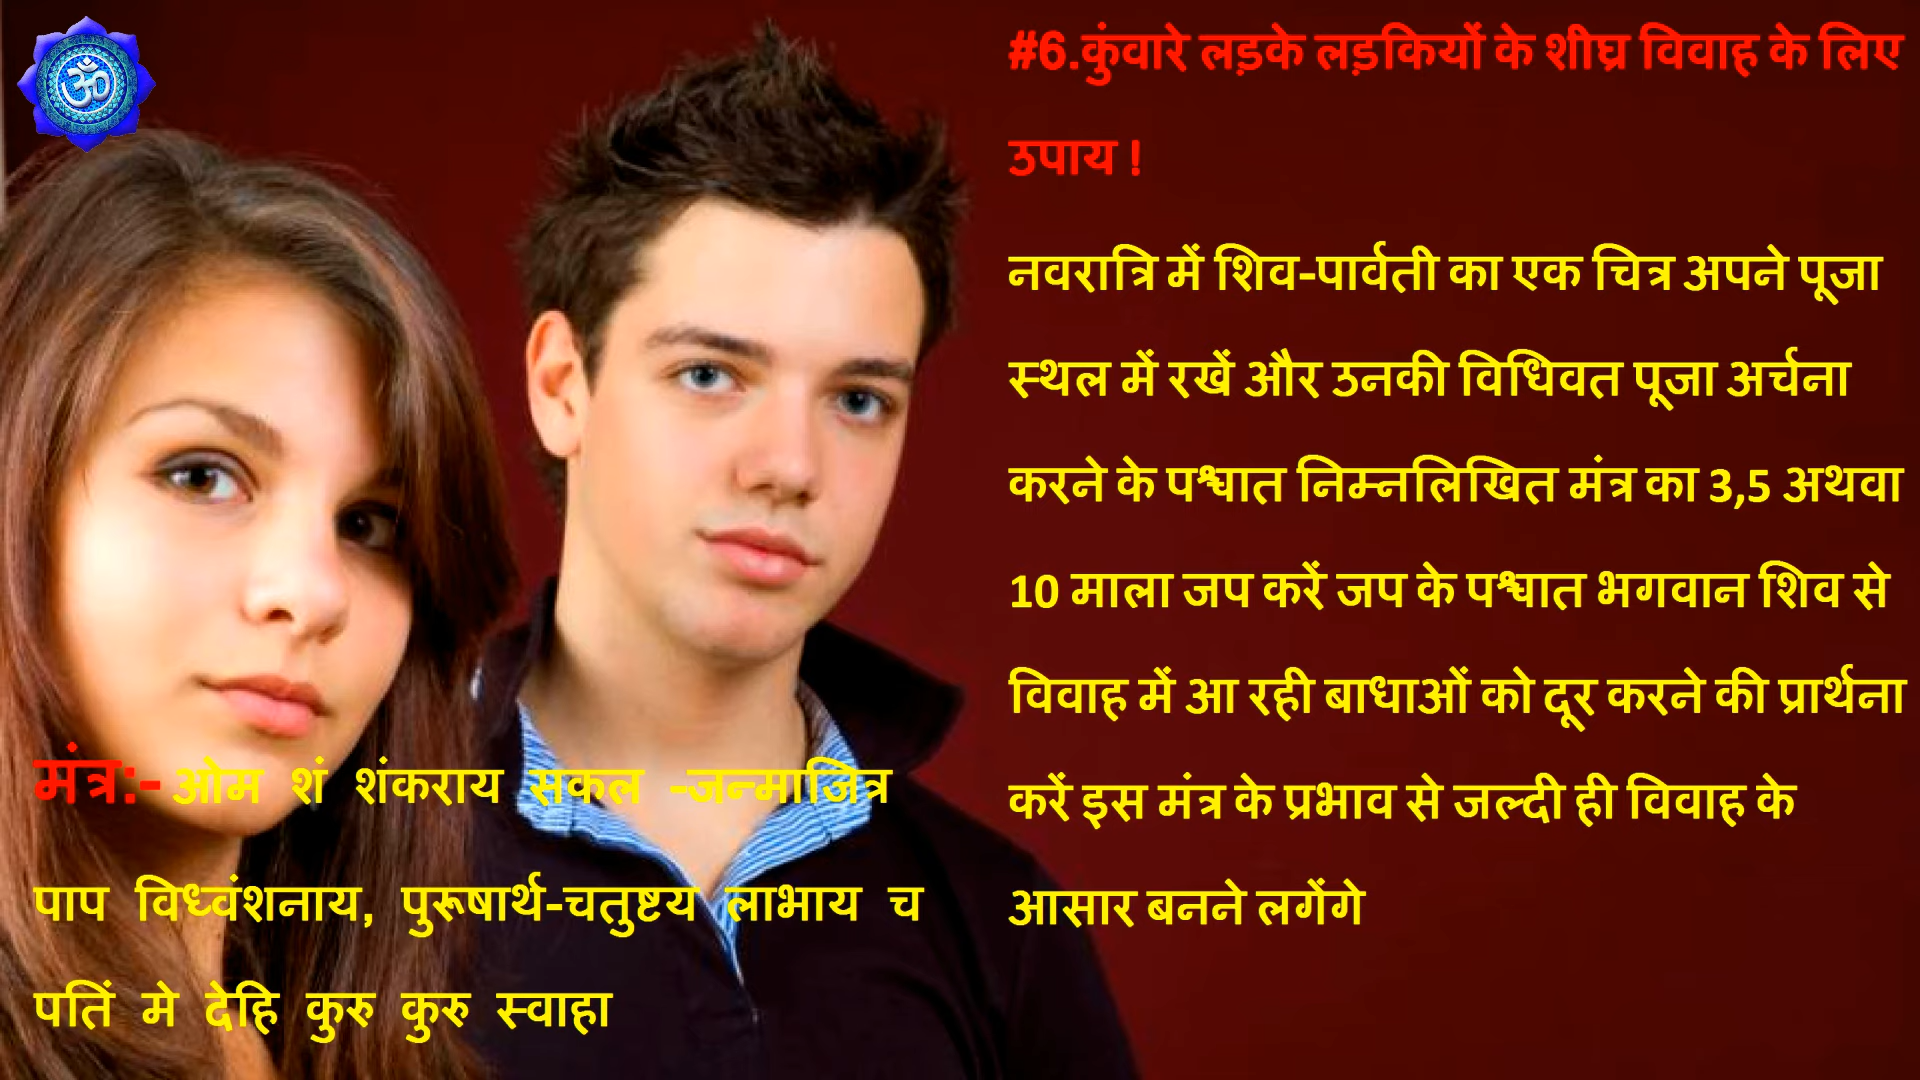 #6.कुंवारे लड़के लड़कियों के शीघ्र विवाह के लिए
उपाय !
नवरात्रि में शिव-पार्वती का एक चित्र अपने पूजा
स्थल में रखें और उनकी विधिवत पूजा अर्चना
करने के पश्चात निम्नलिखित मंत्र का 3,5 अथवा
10 माला जप करें जप के पश्चात भगवान शिव से
विवाह में आ रही बाधाओं को दूर करने की प्रार्थना
करें इस मंत्र के प्रभाव से जल्दी ही विवाह के
आसार बनने लगेंगे
मंत्र:- ओम शं शंकराय सकल -जन्माजित्र
पाप विध्वंशनाय, पुरूषार्थ-चतुष्टय लाभाय च
पतिं मे देहि कुरु कुरु स्वाहा
ॐ